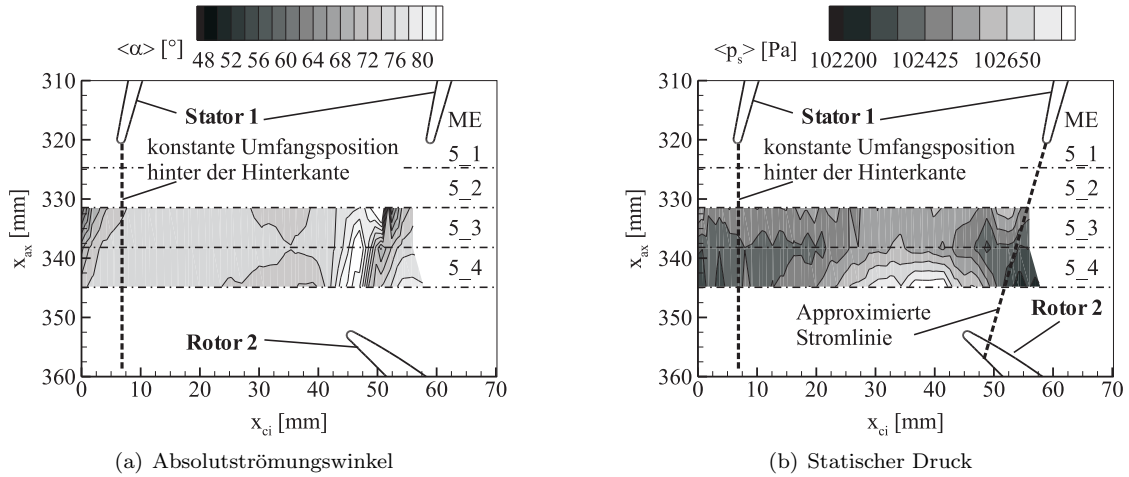 <α> [°]
48 52 56 60 64 68 72 76 80
310
320
330
340
350
360
x_ax [mm]
Stator 1
ME
konstante Umfangsposition
hinter der Hinterkante
5_1
5_2
5_3
5_4
Rotor 2
0 10 20 30 40 50 60 70
x_ci [mm]
(a) Absolutströmungswinkel
<p_s> [Pa]
102200 102425 102650
310
320
330
340
350
360
x_ax [mm]
Stator 1
ME
konstante Umfangsposition
hinter der Hinterkante
5_1
5_2
5_3
5_4
Approximierte
Stromlinie
Rotor 2
0 10 20 30 40 50 60 70
x_ci [mm]
(b) Statischer Druck